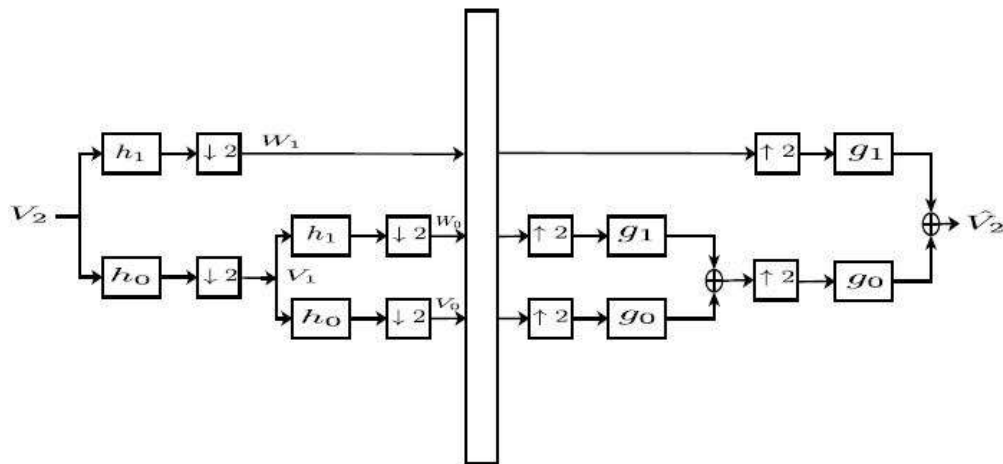 h₁ ↓ 2 W₁ ↑ 2 g₁
V₂ V̂₂
h₁ ↓ 2 W₀ ↑ 2 g₁
h₀ ↓ 2 V₁ ↑ 2 g₀
h₀ ↓ 2 V₀ ↑ 2 g₀